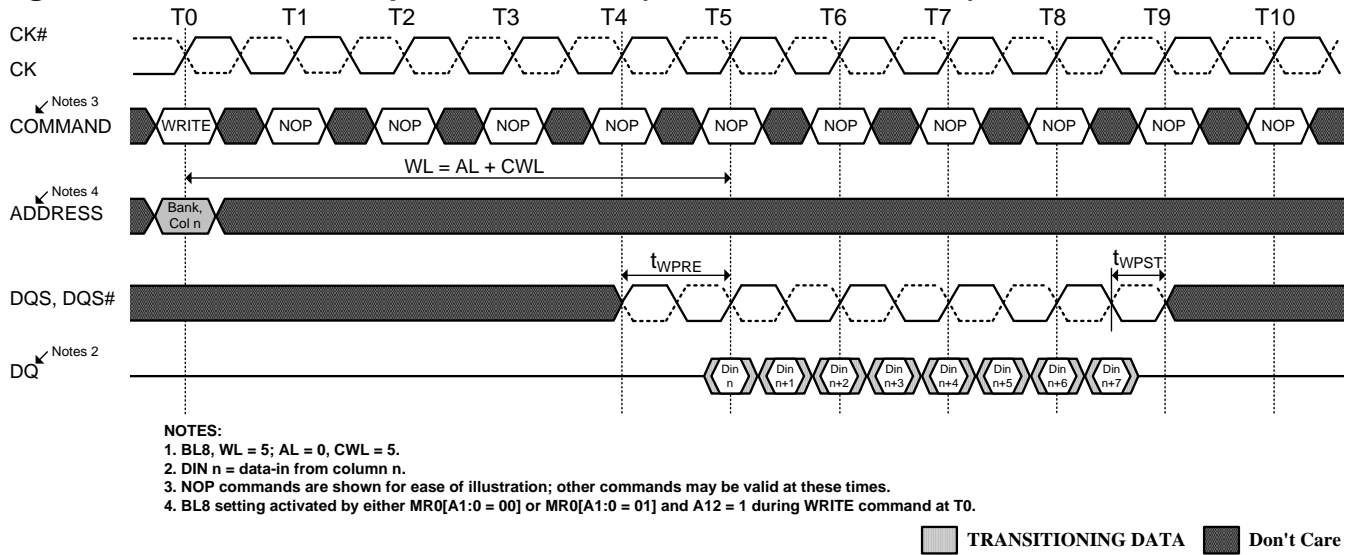 T0 T1 T2 T3 T4 T5 T6 T7 T8 T9 T10
CK#
CK
Notes 3
COMMAND
WRITE NOP NOP NOP NOP NOP NOP NOP NOP NOP NOP
WL = AL + CWL
Notes 4
ADDRESS
Bank,
Col n
tWPRE
tWPST
DQS, DQS#
Notes 2
DQ
Din Din Din Din Din Din Din Din
n n+1 n+2 n+3 n+4 n+5 n+6 n+7
NOTES:
1. BL8, WL = 5; AL = 0, CWL = 5.
2. DIN n = data-in from column n.
3. NOP commands are shown for ease of illustration; other commands may be valid at these times.
4. BL8 setting activated by either MR0[A1:0 = 00] or MR0[A1:0 = 01] and A12 = 1 during WRITE command at T0.
TRANSITIONING DATA Don't Care